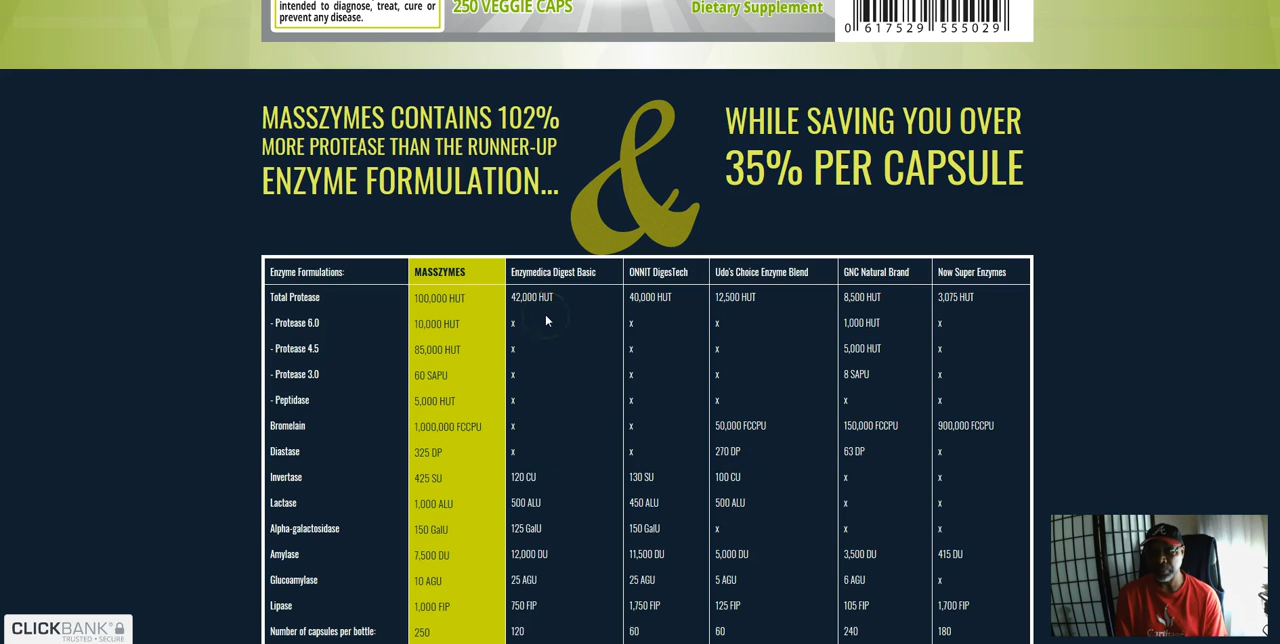 intended to diagnose, treat, cure or
prevent any disease.
250 VEGGIE CAPS
Dietary Supplement
0 617529 555029
MASSZYMES CONTAINS 102%
MORE PROTEASE THAN THE RUNNER-UP
ENZYME FORMULATION...
&
WHILE SAVING YOU OVER
35% PER CAPSULE
Enzyme Formulations: MASSZYMES Enzymedica Digest Basic ONNIT DigesTech Udo's Choice Enzyme Blend GNC Natural Brand Now Super Enzymes
Total Protease 100,000 HUT 42,000 HUT 40,000 HUT 12,500 HUT 8,500 HUT 3,075 HUT
- Protease 6.0 10,000 HUT x x x 1,000 HUT x
- Protease 4.5 85,000 HUT x x x 5,000 HUT x
- Protease 3.0 60 SAPU x x x 8 SAPU x
- Peptidase 5,000 HUT x x x x x
Bromelain 1,000,000 FCCPU x x 50,000 FCCPU 150,000 FCCPU 900,000 FCCPU
Diastase 325 DP x x 270 DP 63 DP x
Invertase 425 SU 120 CU 130 SU 100 CU x x
Lactase 1,000 ALU 500 ALU 450 ALU 500 ALU x x
Alpha-galactosidase 150 GalU 125 GalU 150 GalU x x x
Amylase 7,500 DU 12,000 DU 11,500 DU 5,000 DU 3,500 DU 415 DU
Glucoamylase 10 AGU 25 AGU 25 AGU 5 AGU 6 AGU x
Lipase 1,000 FIP 750 FIP 1,750 FIP 125 FIP 105 FIP 1,700 FIP
Number of capsules per bottle: 250 120 60 60 240 180
CLICKBANK
TRUSTED • SECURE